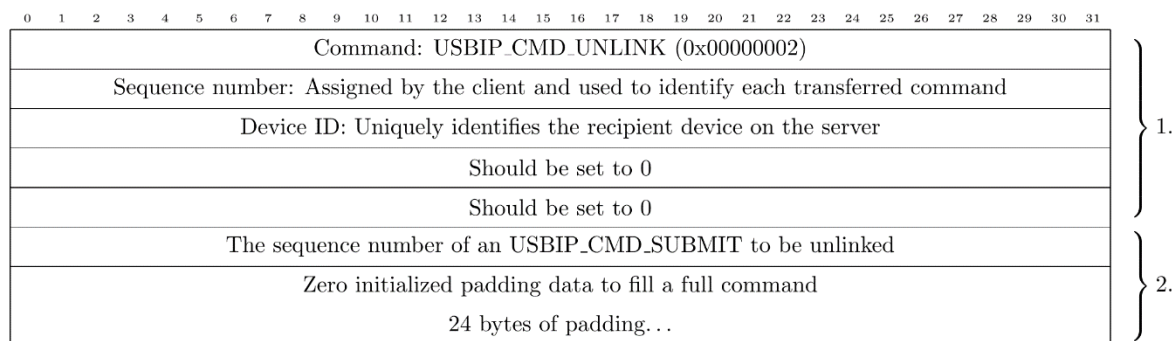 0 1 2 3 4 5 6 7 8 9 10 11 12 13 14 15 16 17 18 19 20 21 22 23 24 25 26 27 28 29 30 31
Command: USBIP_CMD_UNLINK (0x00000002)
Sequence number: Assigned by the client and used to identify each transferred command
Device ID: Uniquely identifies the recipient device on the server
1.
Should be set to 0
Should be set to 0
The sequence number of an USBIP_CMD_SUBMIT to be unlinked
Zero initialized padding data to fill a full command
2.
24 bytes of padding...